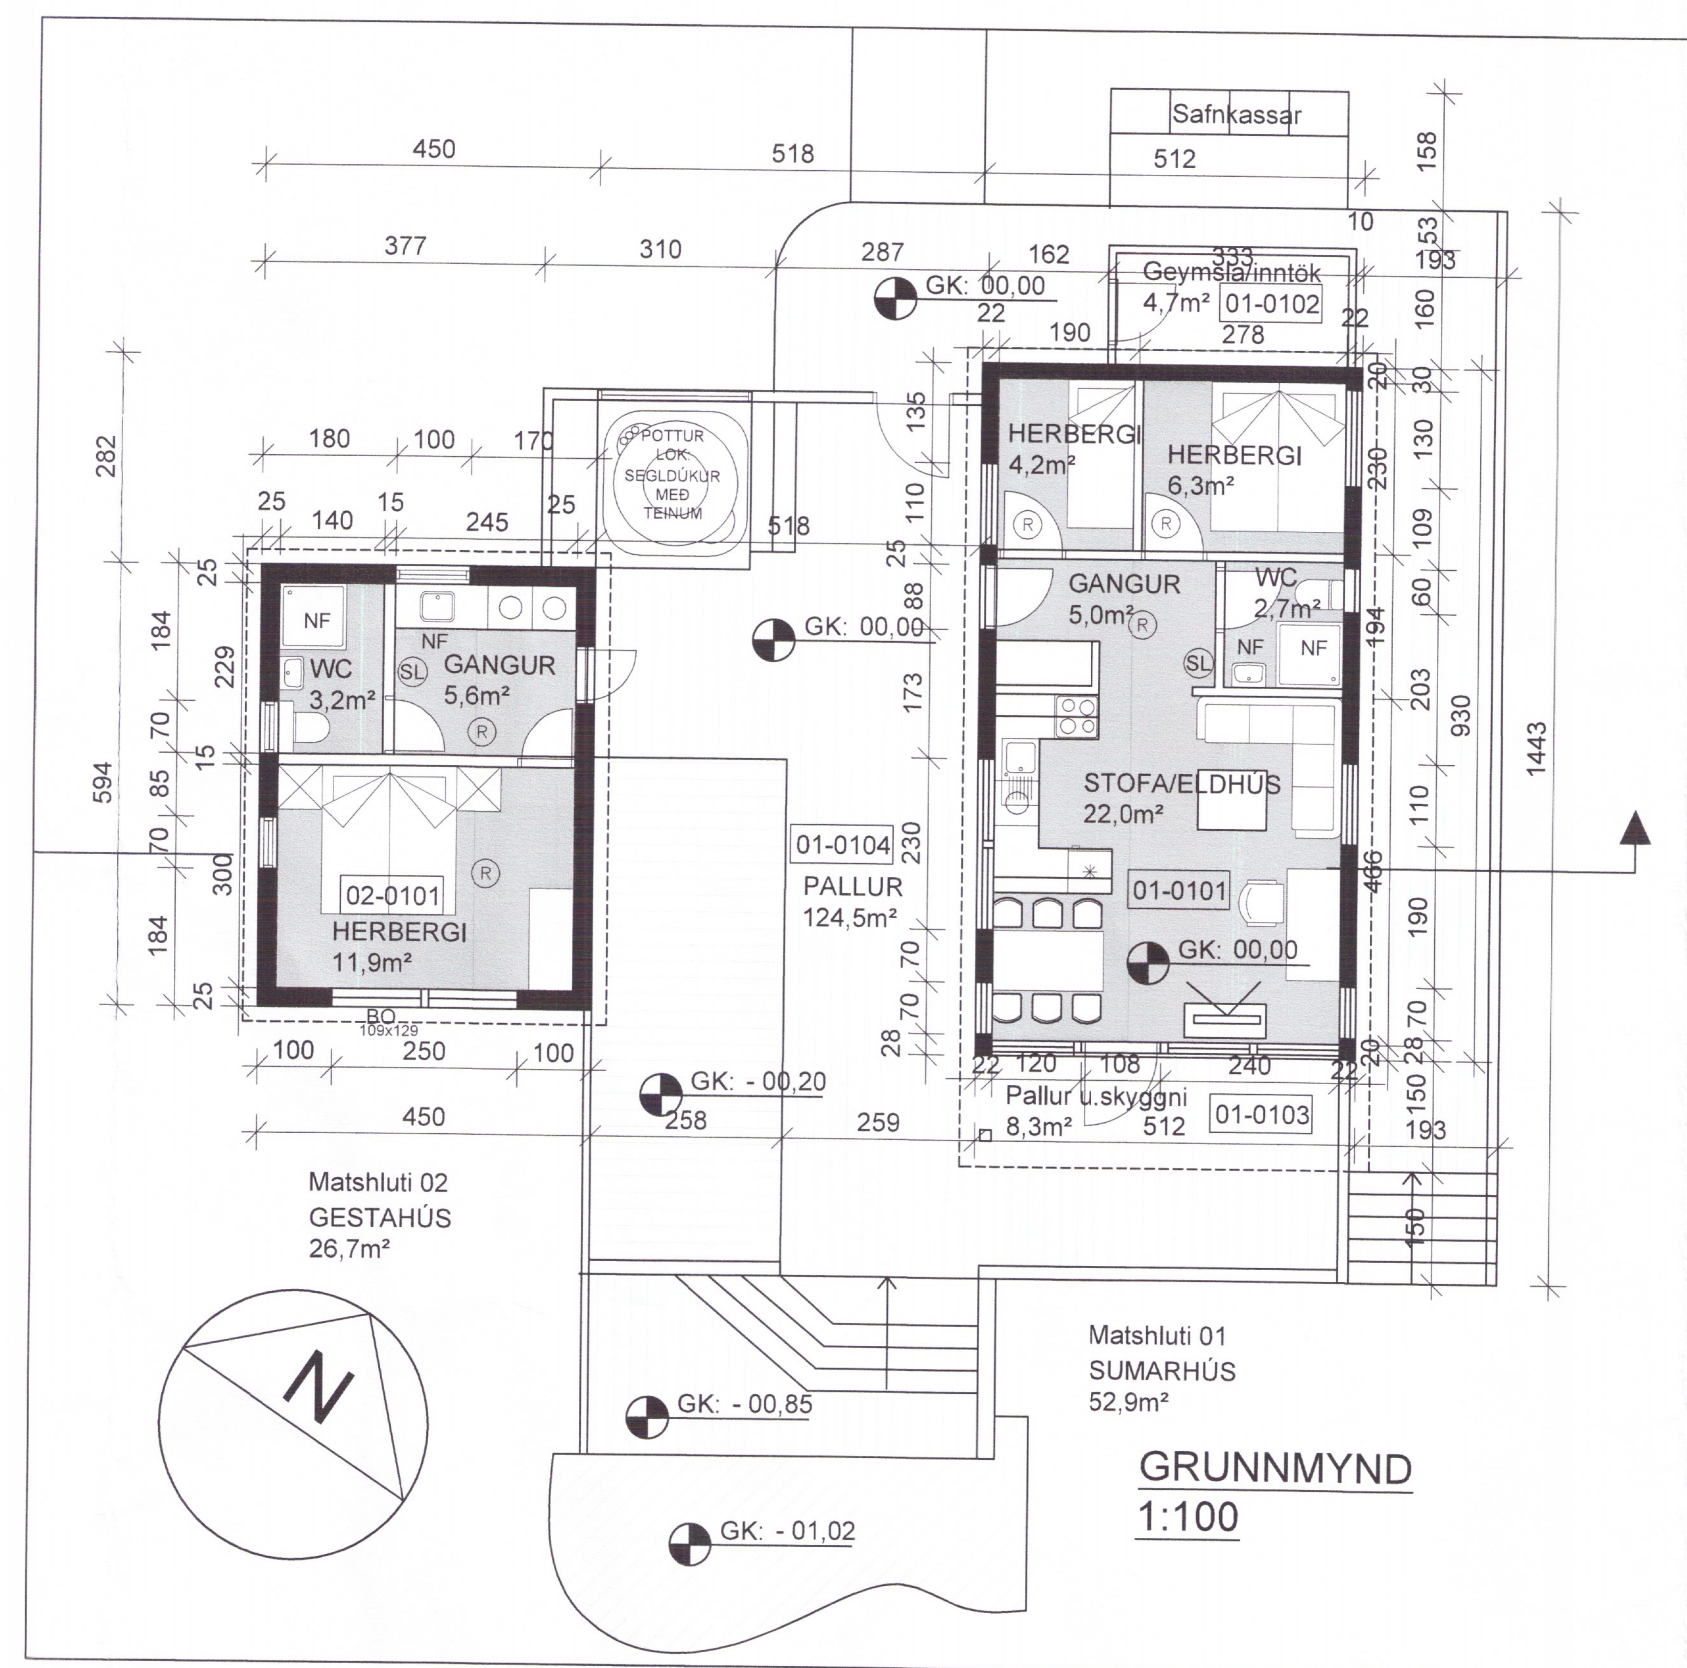 Safnkassar
158
450
518
512
10
53
377
310
287
162
333
193
Geymsla/inntök
4,7m²
01-0102
GK: 00,00
22
190
278
22
160
20
30
135
282
180
100
170
POTTUR
LOK:
SEGLDÚKUR
MEÐ
TEINUM
HERBERGI
4,2m²
HERBERGI
6,3m²
130
230
25
140
15
245
25
518
110
R
R
109
25
25
NF
NF
88
GANGUR
5,0m²
R
WC
2,7m²
60
194
184
229
WC
3,2m²
SL
GANGUR
5,6m²
R
GK: 00,00
SL
NF
NF
173
203
930
1443
70
15
594
85
70
300
184
STOFA/ELDHÚS
22,0m²
110
01-0104
PALLUR
124,5m²
230
R
02-0101
HERBERGI
11,9m²
01-0101
466
190
GK: 00,00
70
70
70
25
28
BO
109x129
100
250
100
22
120
108
240
22
20
28
GK: - 00,20
Pallur u.skyggni
8,3m²
512
01-0103
150
450
258
259
193
Matshluti 02
GESTAHÚS
26,7m²
150
N
Matshluti 01
SUMARHÚS
52,9m²
GK: - 00,85
GRUNNMYND
1:100
GK: - 01,02